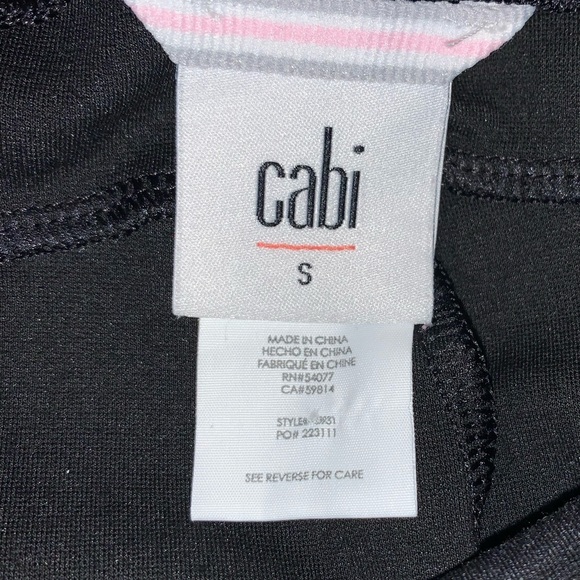 cabi
S
MADE IN CHINA
HECHO EN CHINA
FABRIQUÉ EN CHINE
RN#54077
CA#59814
PO# 223111
SEE REVERSE FOR CARE